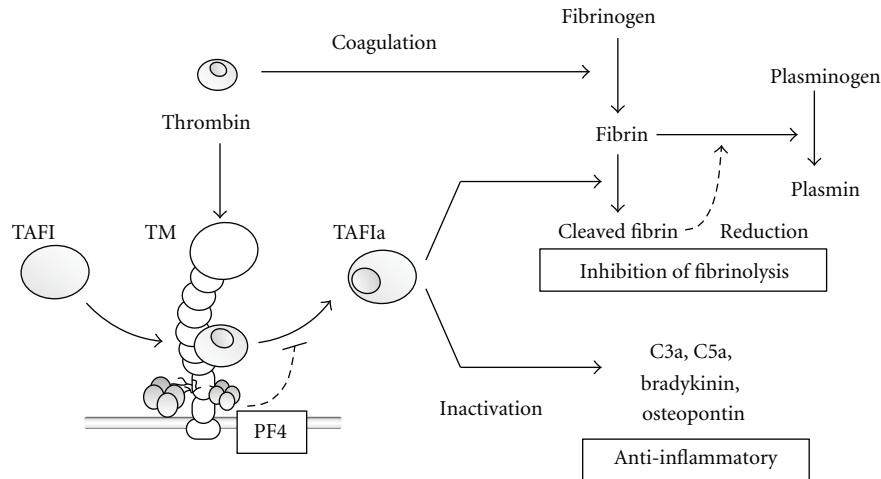 Fibrinogen
Coagulation
Plasminogen
Thrombin
Fibrin
Plasmin
TAFI
TM
TAFIa
Cleaved fibrin
Reduction
Inhibition of fibrinolysis
C3a, C5a,
bradykinin,
osteopontin
Inactivation
PF4
Anti-inflammatory